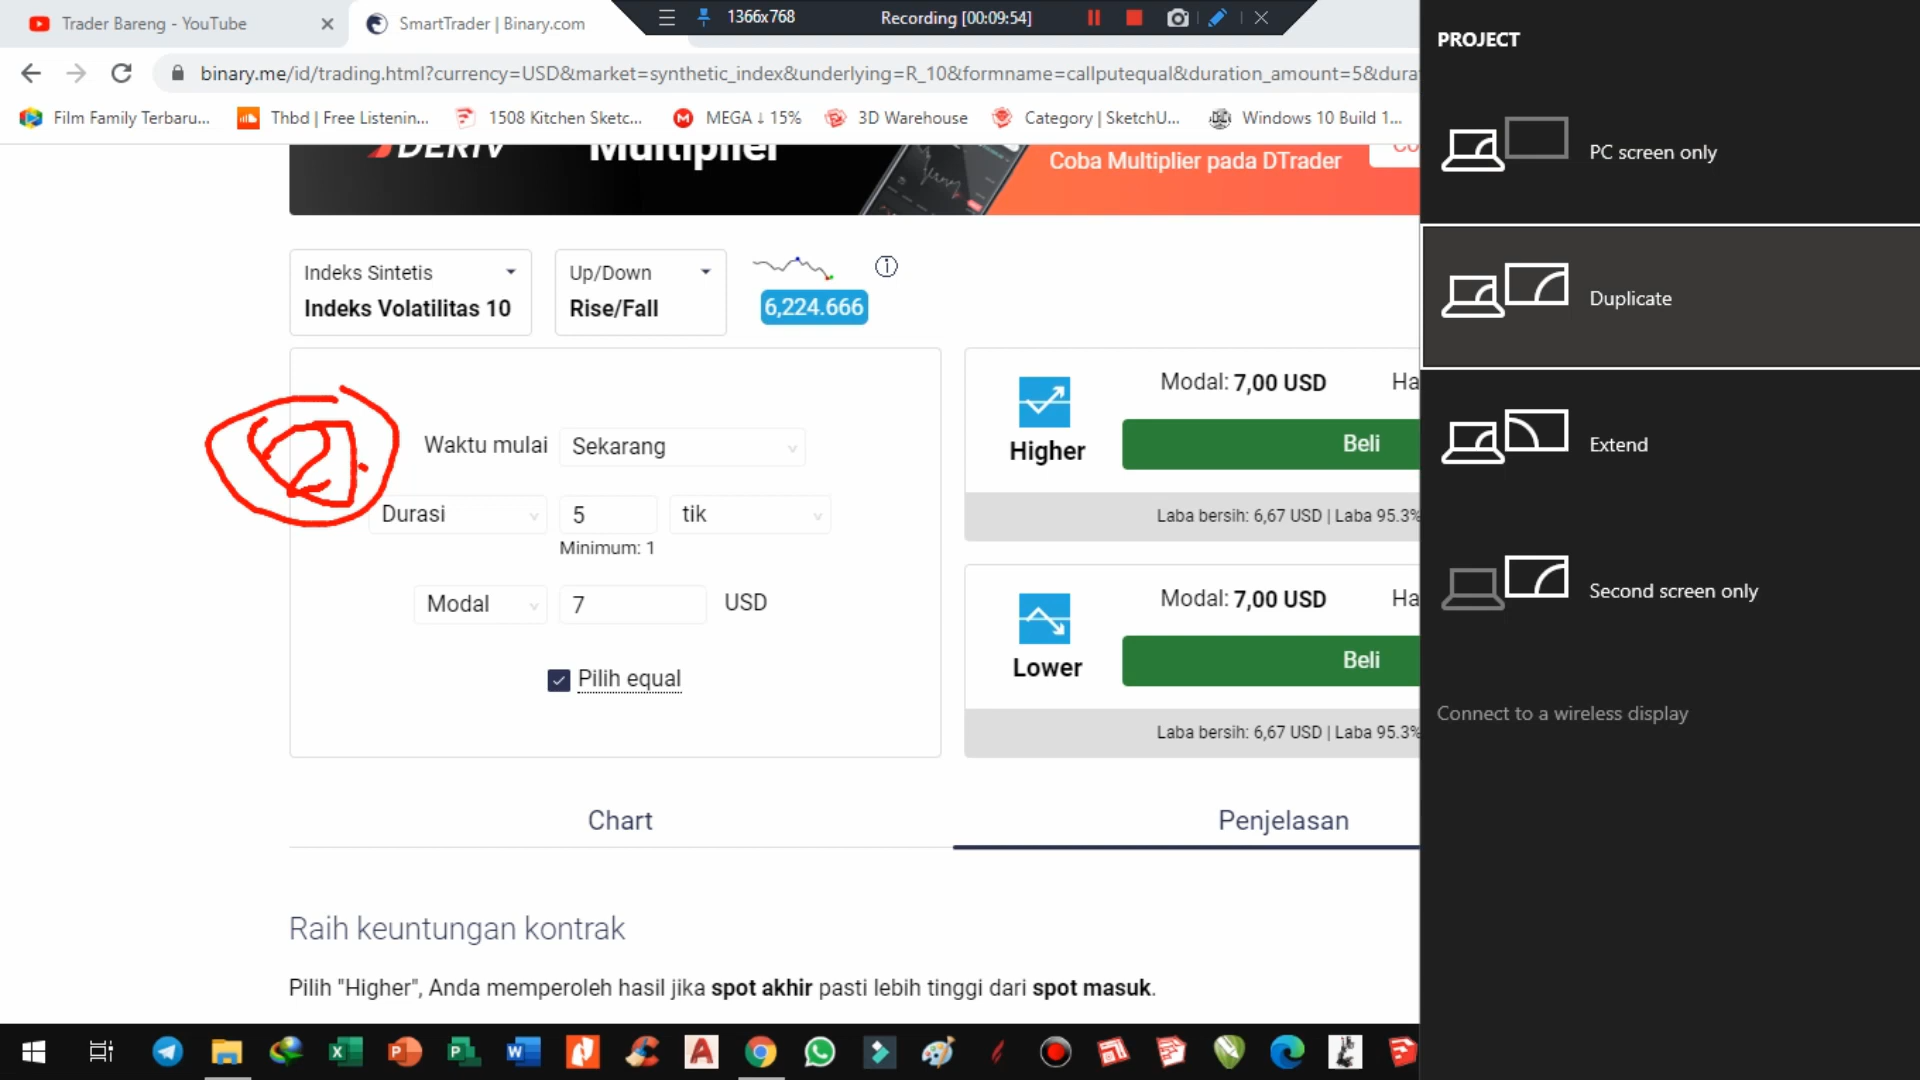 Trader Bareng - YouTube
SmartTrader | Binary.com
1366x768
Recording [00:09:54]
binary.me/id/trading.html?currency=USD&market=synthetic_index&underlying=R_10&formname=callputequal&duration_amount=5&dura
Film Family Terbaru...
Thbd | Free Listenin...
1508 Kitchen Sketc...
MEGA ↓ 15%
3D Warehouse
Category | SketchU...
Windows 10 Build 1...
DERIV
Multiplier
Coba Multiplier pada DTrader
Co
Indeks Sintetis
Indeks Volatilitas 10
Up/Down
Rise/Fall
6,224.666
2
Waktu mulai
Sekarang
Durasi
5
tik
Minimum: 1
Modal
7
USD
Pilih equal
Higher
Modal: 7,00 USD
Ha
Beli
Laba bersih: 6,67 USD | Laba 95.3%
Lower
Modal: 7,00 USD
Ha
Beli
Laba bersih: 6,67 USD | Laba 95.3%
Chart
Penjelasan
Raih keuntungan kontrak
Pilih "Higher", Anda memperoleh hasil jika spot akhir pasti lebih tinggi dari spot masuk.
PROJECT
PC screen only
Duplicate
Extend
Second screen only
Connect to a wireless display